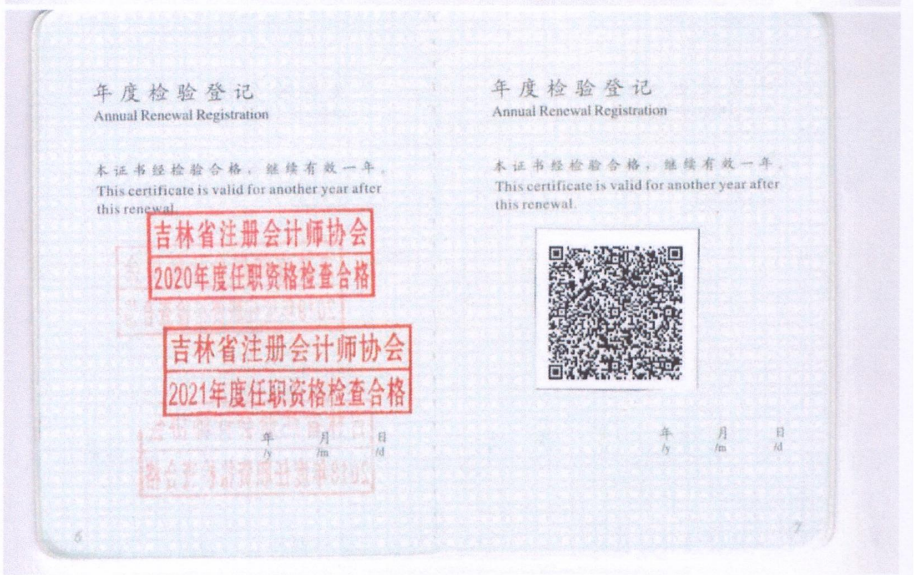 年度检验登记
Annual Renewal Registration
本证书经检验合格，继续有效一年。
This certificate is valid for another year after
this renewal.
吉林省注册会计师协会
2020年度任职资格检查合格
吉林省注册会计师协会
2021年度任职资格检查合格
年 月 日
/y /m /d
6
年度检验登记
Annual Renewal Registration
本证书经检验合格，继续有效一年。
This certificate is valid for another year after
this renewal.
年 月 日
/y /m /d
7